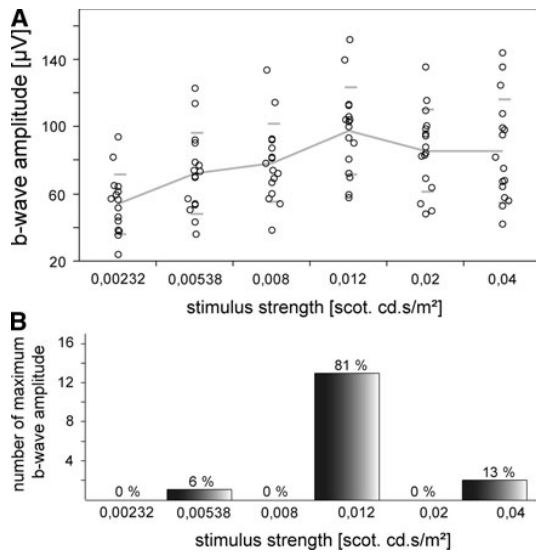 A
b-wave amplitude [µV]
140
100
60
20
0,00232 0,00538 0,008 0,012 0,02 0,04
stimulus strength [scot. cd.s/m²]
B
number of maximum
b-wave amplitude
16
12
8
4
0 % 6 % 0 % 81 % 0 % 13 %
0,00232 0,00538 0,008 0,012 0,02 0,04
stimulus strength [scot. cd.s/m²]